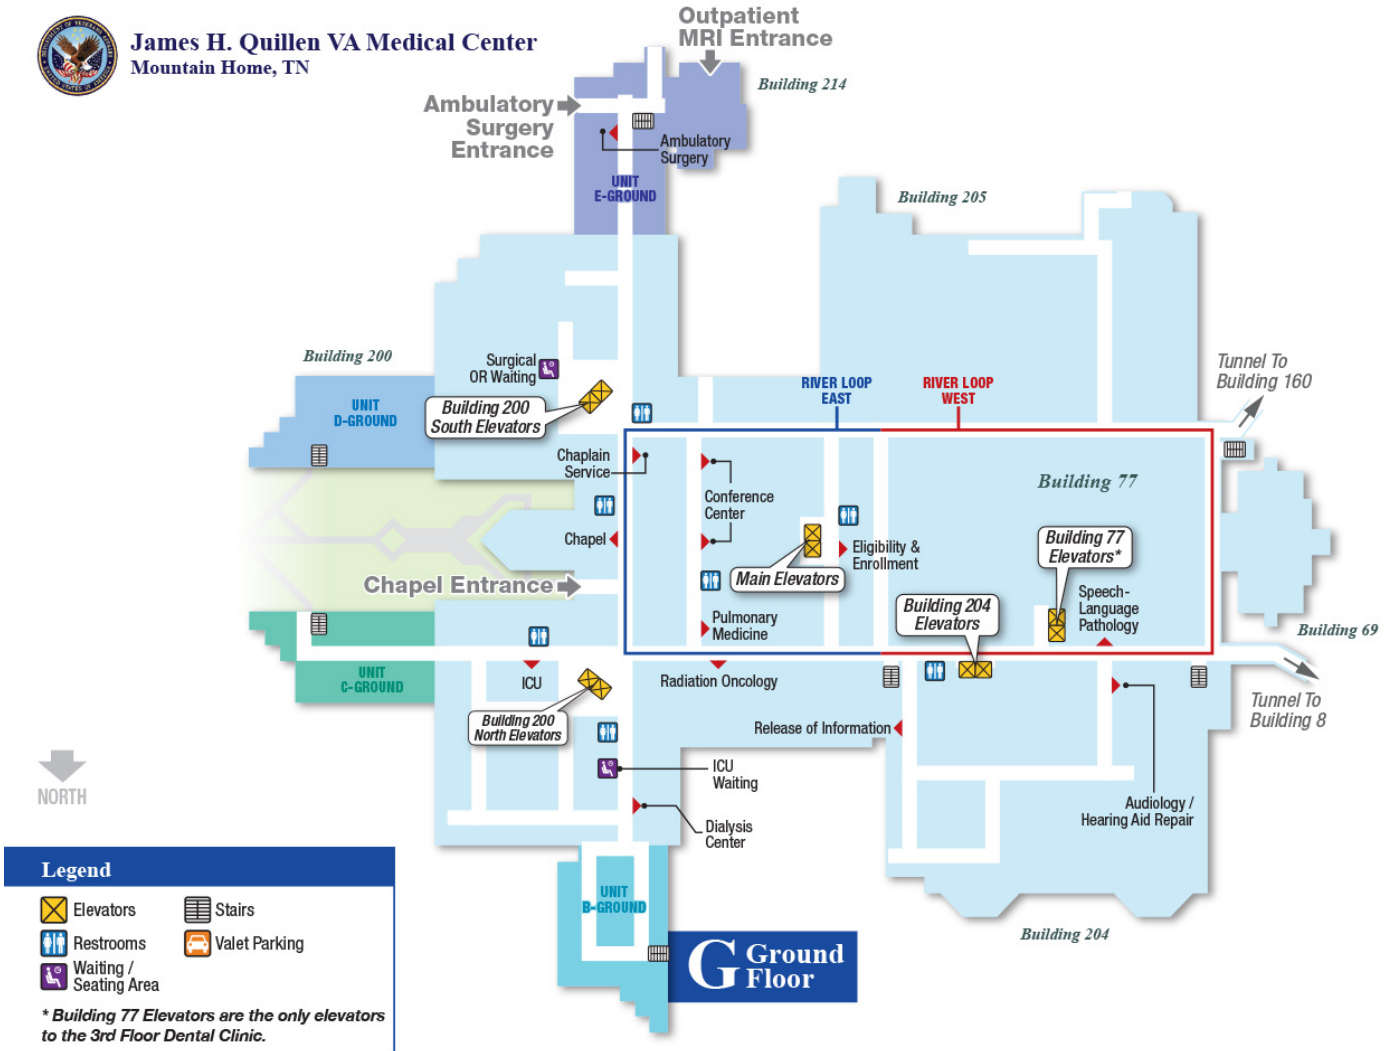 James H. Quillen VA Medical Center
Mountain Home, TN
Outpatient
MRI Entrance
Building 214
Ambulatory
Surgery
Entrance
Ambulatory
Surgery
UNIT
E-GROUND
Building 205
Building 200
Surgical
OR Waiting
UNIT
D-GROUND
Building 200
South Elevators
RIVER LOOP
EAST
RIVER LOOP
WEST
Tunnel To
Building 160
Chaplain
Service
Conference
Center
Building 77
Chapel
Main Elevators
Eligibility &
Enrollment
Building 77
Elevators*
Chapel Entrance
Building 204
Elevators
Speech-
Language
Pathology
Pulmonary
Medicine
Building 69
UNIT
C-GROUND
ICU
Radiation Oncology
Building 200
North Elevators
Release of Information
Tunnel To
Building 8
ICU
Waiting
NORTH
Audiology /
Hearing Aid Repair
Dialysis
Center
UNIT
B-GROUND
Building 204
G Ground
Floor
Legend
Elevators
Stairs
Restrooms
Valet Parking
Waiting /
Seating Area
* Building 77 Elevators are the only elevators
to the 3rd Floor Dental Clinic.